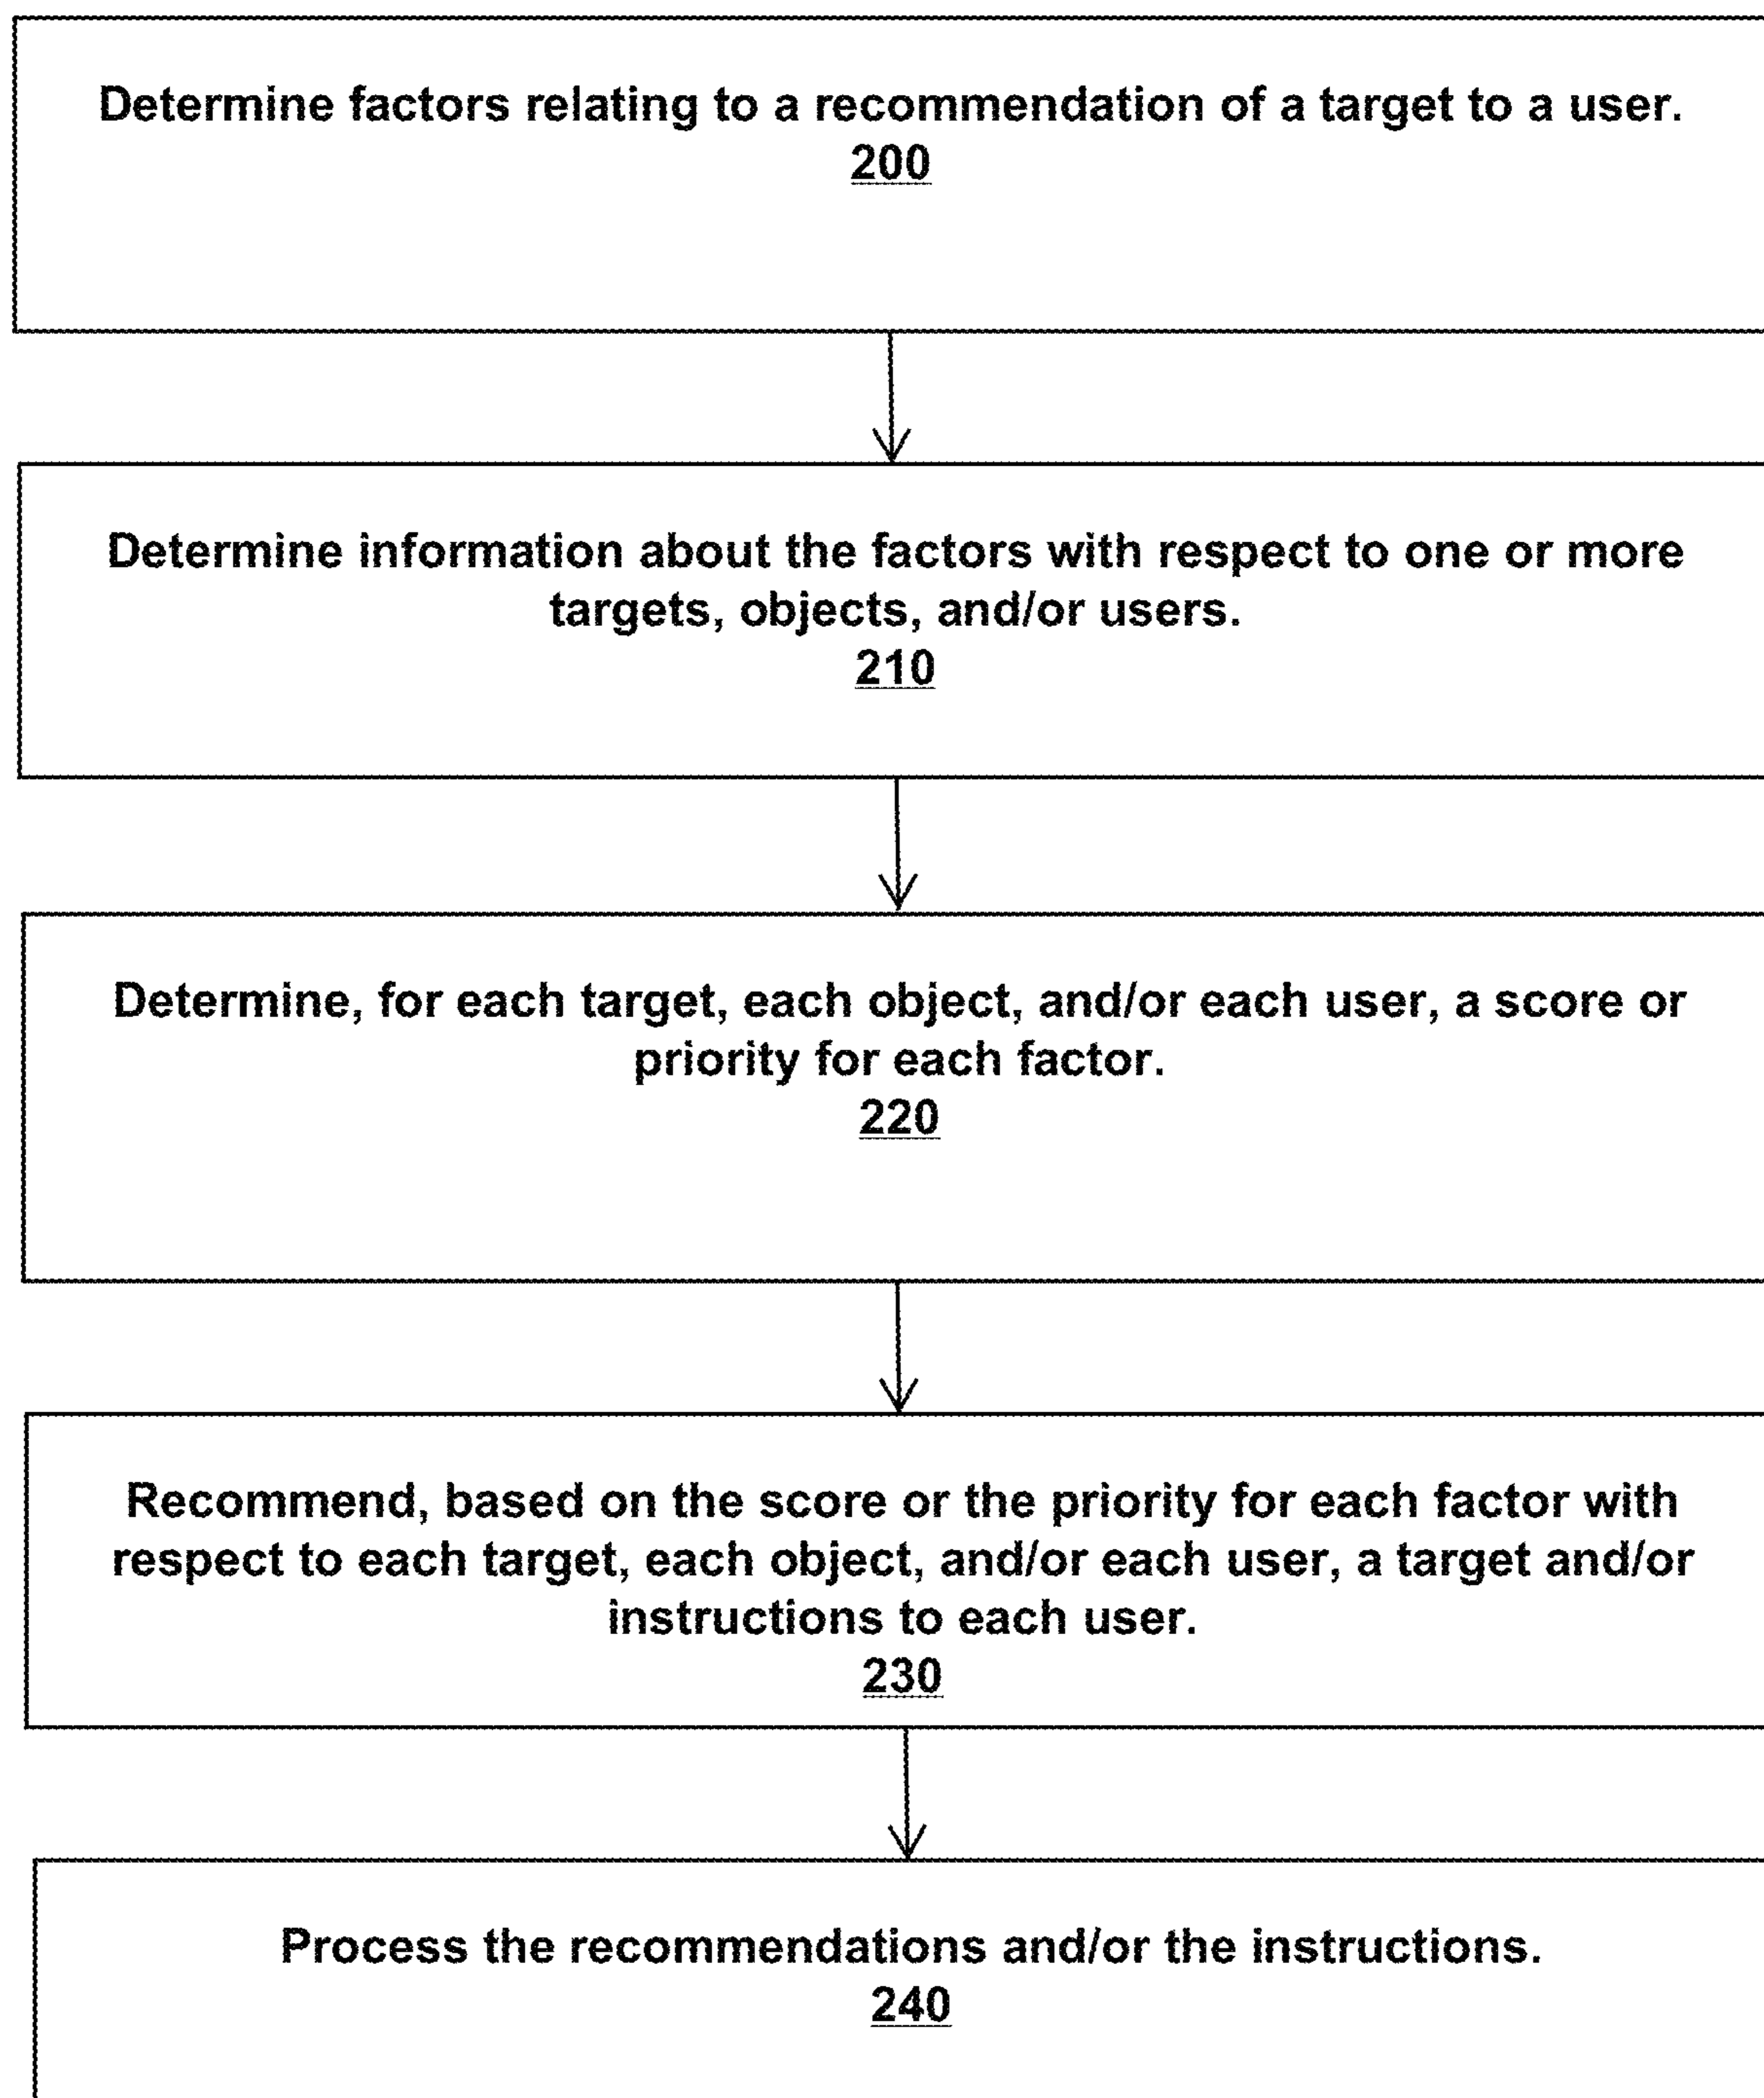 Determine factors relating to a recommendation of a target to a user.
200
Determine information about the factors with respect to one or more
targets, objects, and/or users.
210
Determine, for each target, each object, and/or each user, a score or
priority for each factor.
220
Recommend, based on the score or the priority for each factor with
respect to each target, each object, and/or each user, a target and/or
instructions to each user.
230
Process the recommendations and/or the instructions.
240